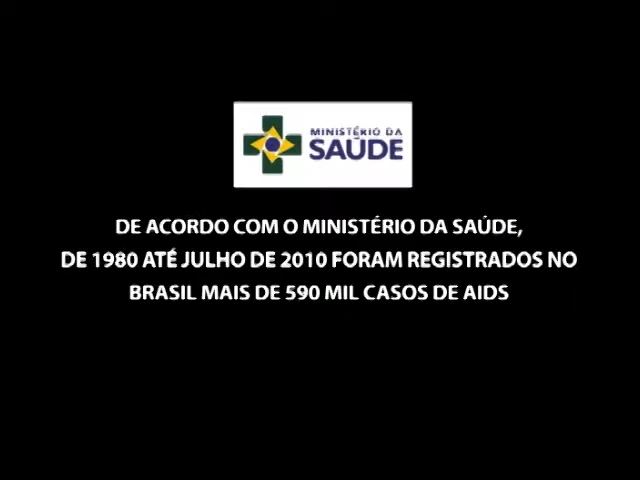 MINISTÉRIO DA
SAÚDE
DE ACORDO COM O MINISTÉRIO DA SAÚDE,
DE 1980 ATÉ JULHO DE 2010 FORAM REGISTRADOS NO
BRASIL MAIS DE 590 MIL CASOS DE AIDS